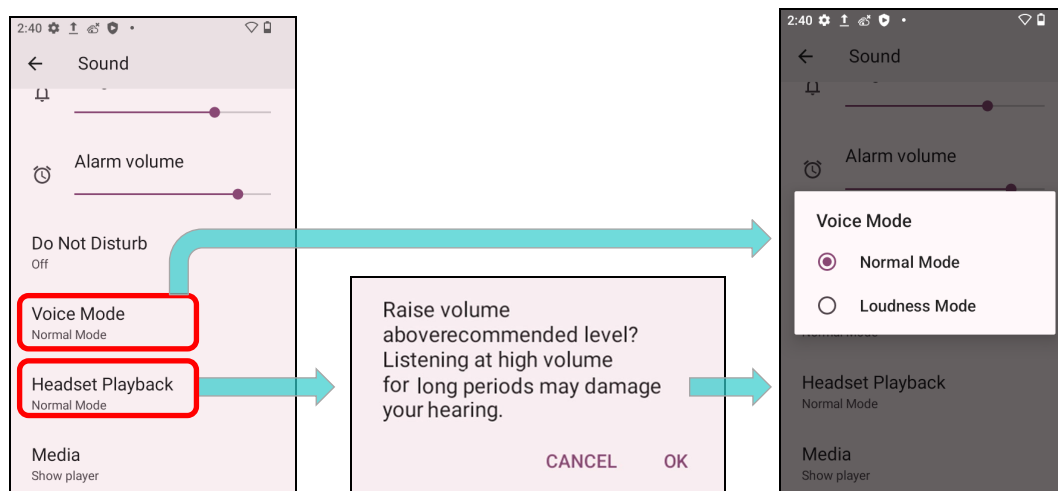 2:40
Sound
Alarm volume
Do Not Disturb
Off
Voice Mode
Normal Mode
Headset Playback
Normal Mode
Media
Show player
Raise volume
aboverecommended level?
Listening at high volume
for long periods may damage
your hearing.
CANCEL OK
2:40
Sound
Alarm volume
Voice Mode
Normal Mode
Loudness Mode
Normal Mode
Headset Playback
Normal Mode
Media
Show player